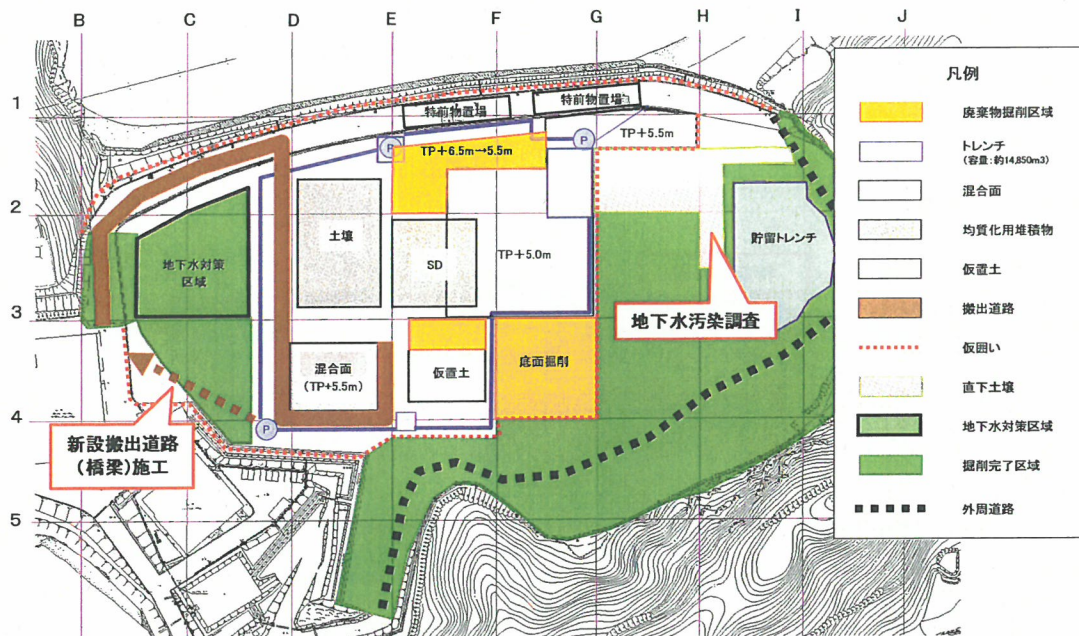 B C D E F G H I J
1
2
3
4
5
特前物置場
特前物置場
P
P
TP+5.5m
TP+6.5m→5.5m
土壌
SD
TP+5.0m
貯留トレンチ
地下水対策
区域
地下水汚染調査
混合面
(TP+5.5m)
仮置土
底面掘削
P
新設搬出道路
(橋梁)施工
凡例
廃棄物掘削区域
トレンチ
(容量:約14,850m3)
混合面
均質化用堆積物
仮置土
搬出道路
仮囲い
直下土壌
地下水対策区域
掘削完了区域
外周道路